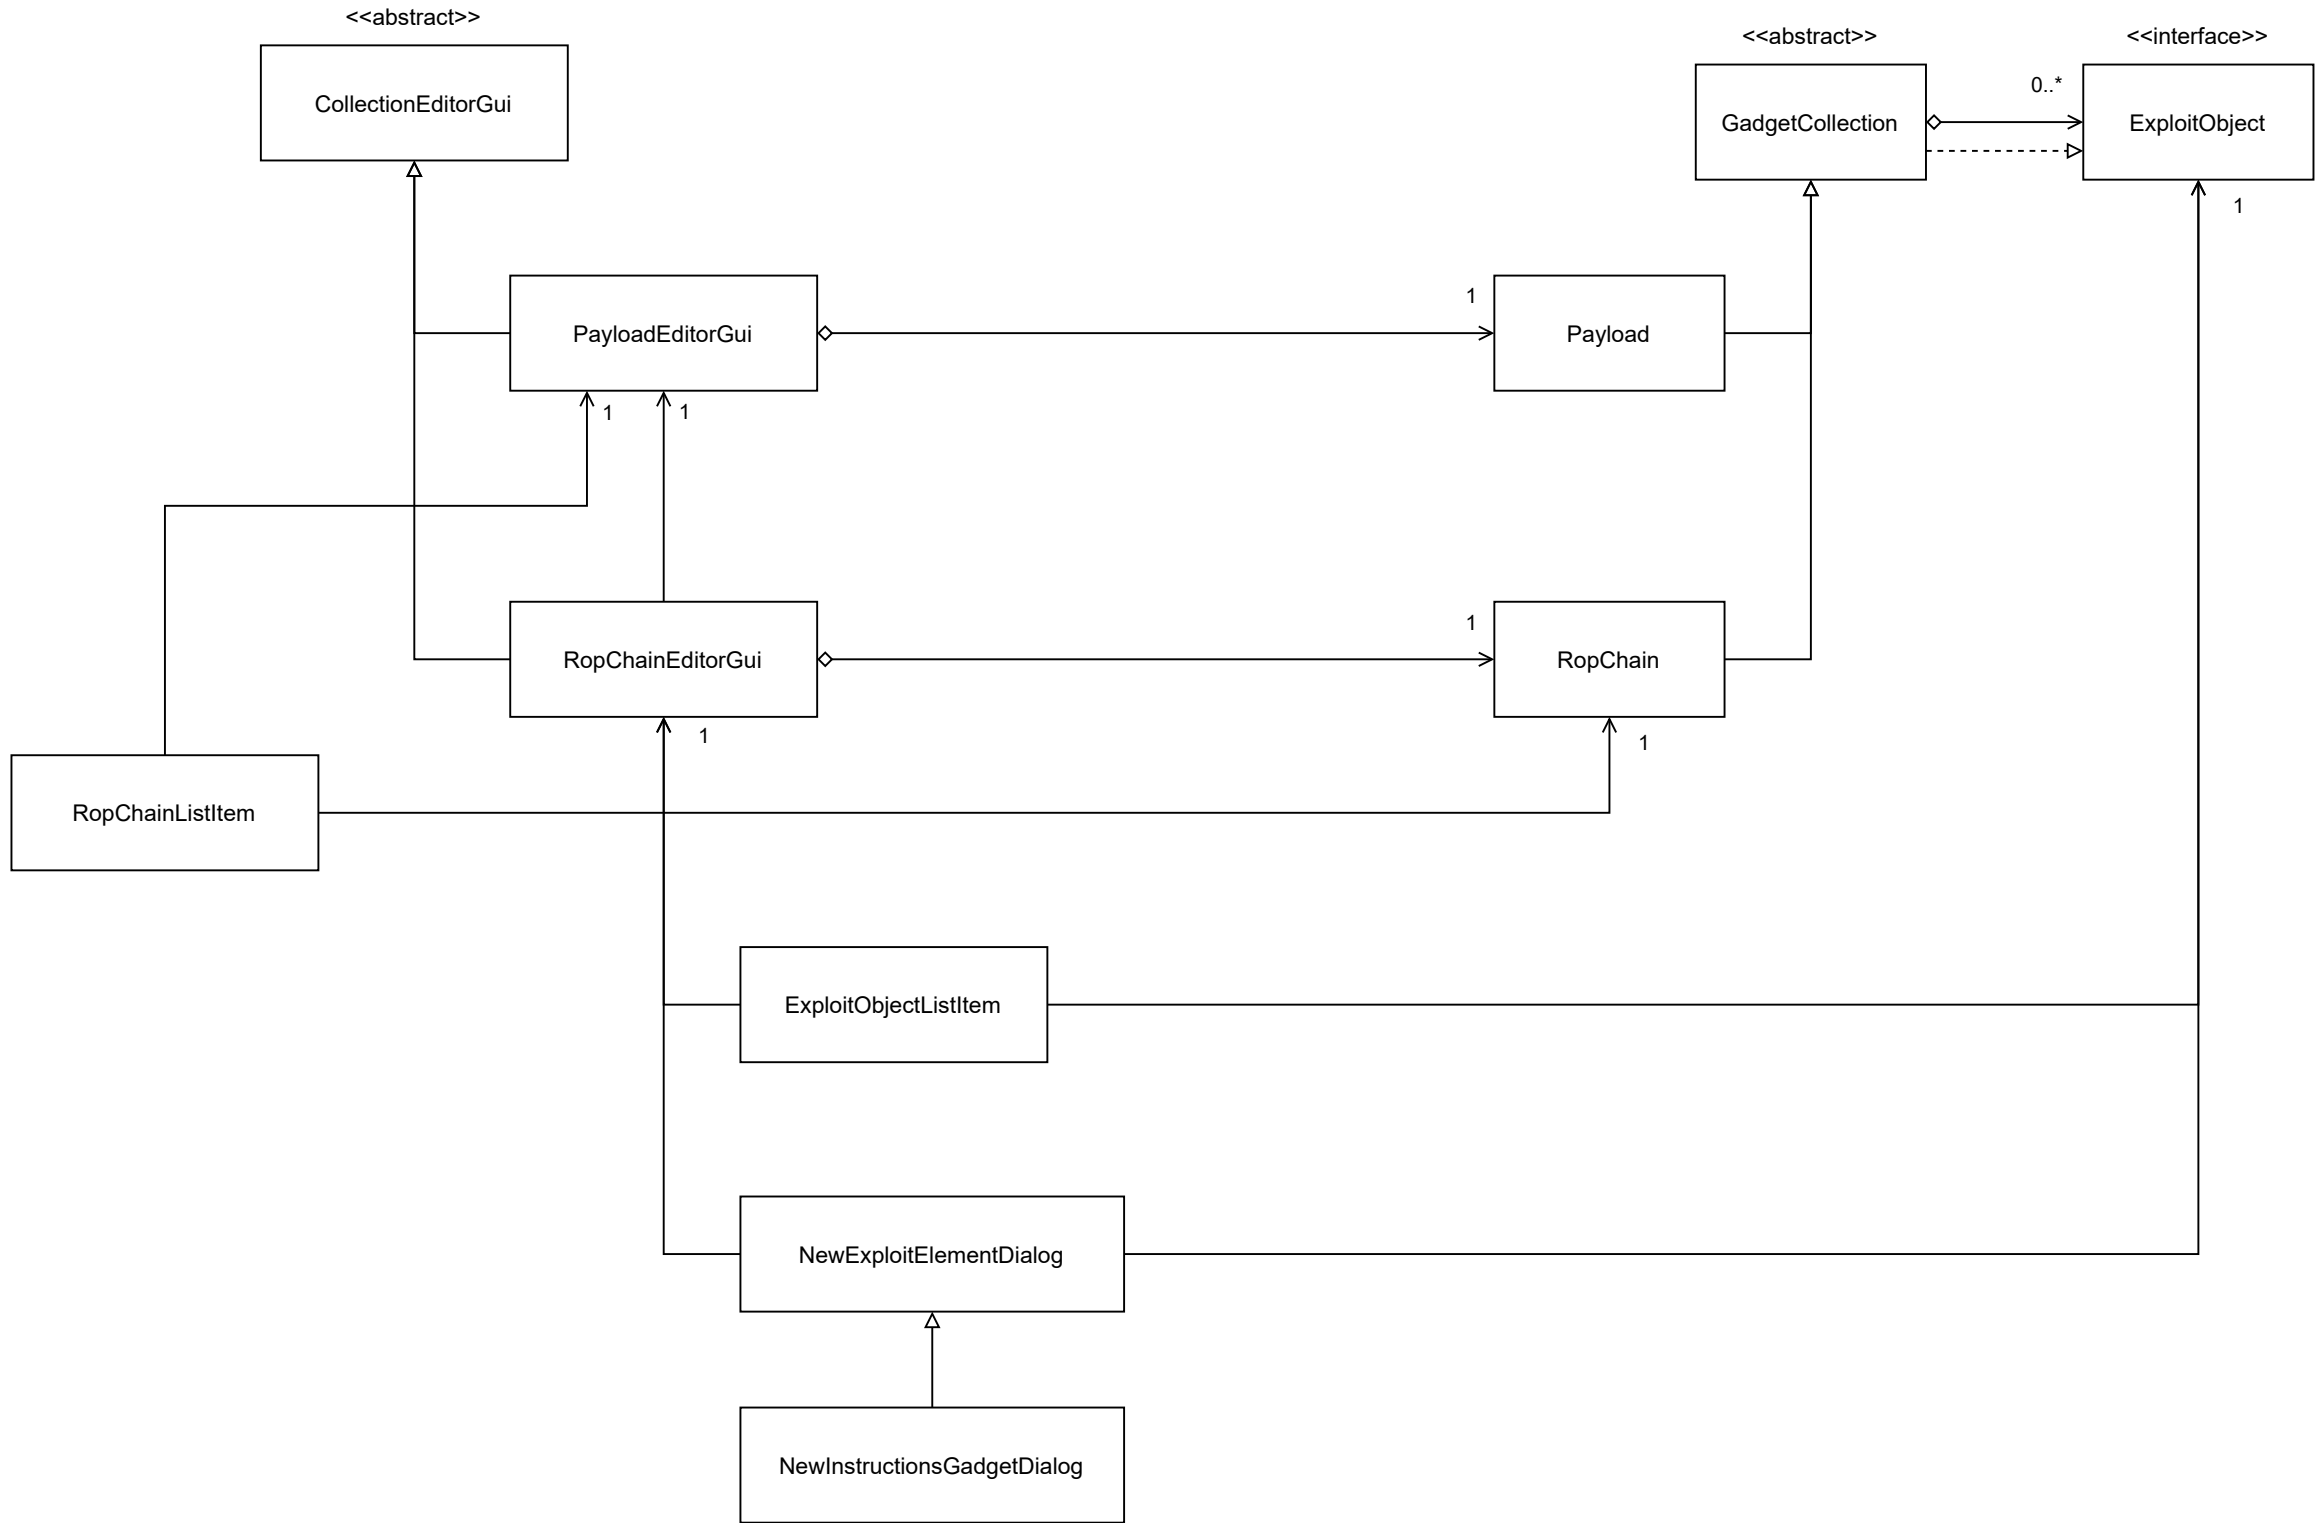 <<abstract>>
<<abstract>>
<<interface>>
CollectionEditorGui
GadgetCollection
0..*
ExploitObject
1
PayloadEditorGui
1
Payload
1
1
RopChainEditorGui
1
RopChain
1
1
RopChainListItem
ExploitObjectListItem
NewExploitElementDialog
NewInstructionsGadgetDialog